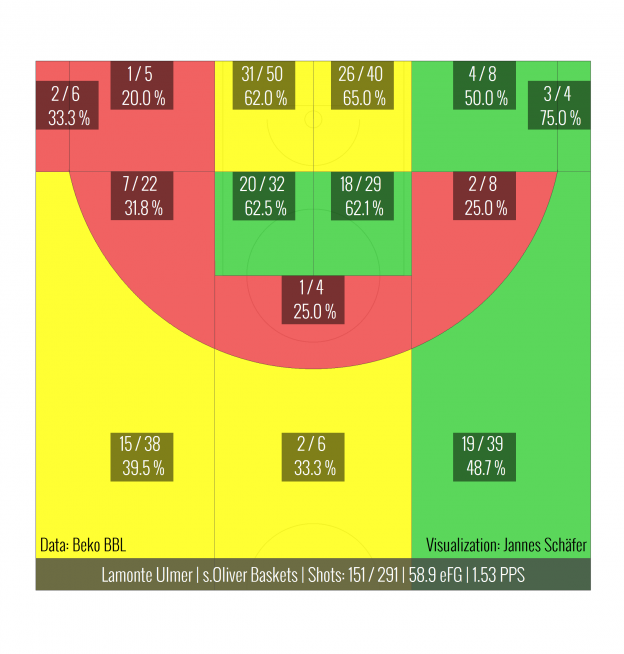 1 / 5
20.0 %
31 / 50
62.0 %
26 / 40
65.0 %
4 / 8
50.0 %
2 / 6
33.3 %
3 / 4
75.0 %
7 / 22
31.8 %
20 / 32
62.5 %
18 / 29
62.1 %
2 / 8
25.0 %
1 / 4
25.0 %
15 / 38
39.5 %
2 / 6
33.3 %
19 / 39
48.7 %
Data: Beko BBL
Visualization: Jannes Schäfer
Lamonte Ulmer | s.Oliver Baskets | Shots: 151 / 291 | 58.9 eFG | 1.53 PPS